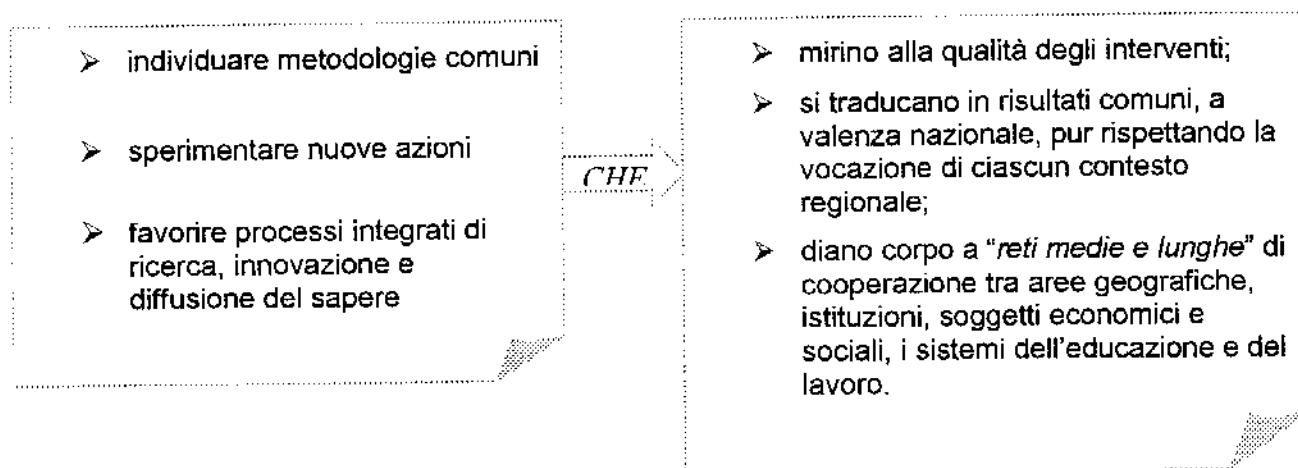 ➢ individuare metodologie comuni
➢ sperimentare nuove azioni
➢ favorire processi integrati di
ricerca, innovazione e
diffusione del sapere
CHE
➢ mirino alla qualità degli interventi;
➢ si traducano in risultati comuni, a
valenza nazionale, pur rispettando la
vocazione di ciascun contesto
regionale;
➢ diano corpo a “reti medie e lunghe” di
cooperazione tra aree geografiche,
istituzioni, soggetti economici e
sociali, i sistemi dell’educazione e del
lavoro.